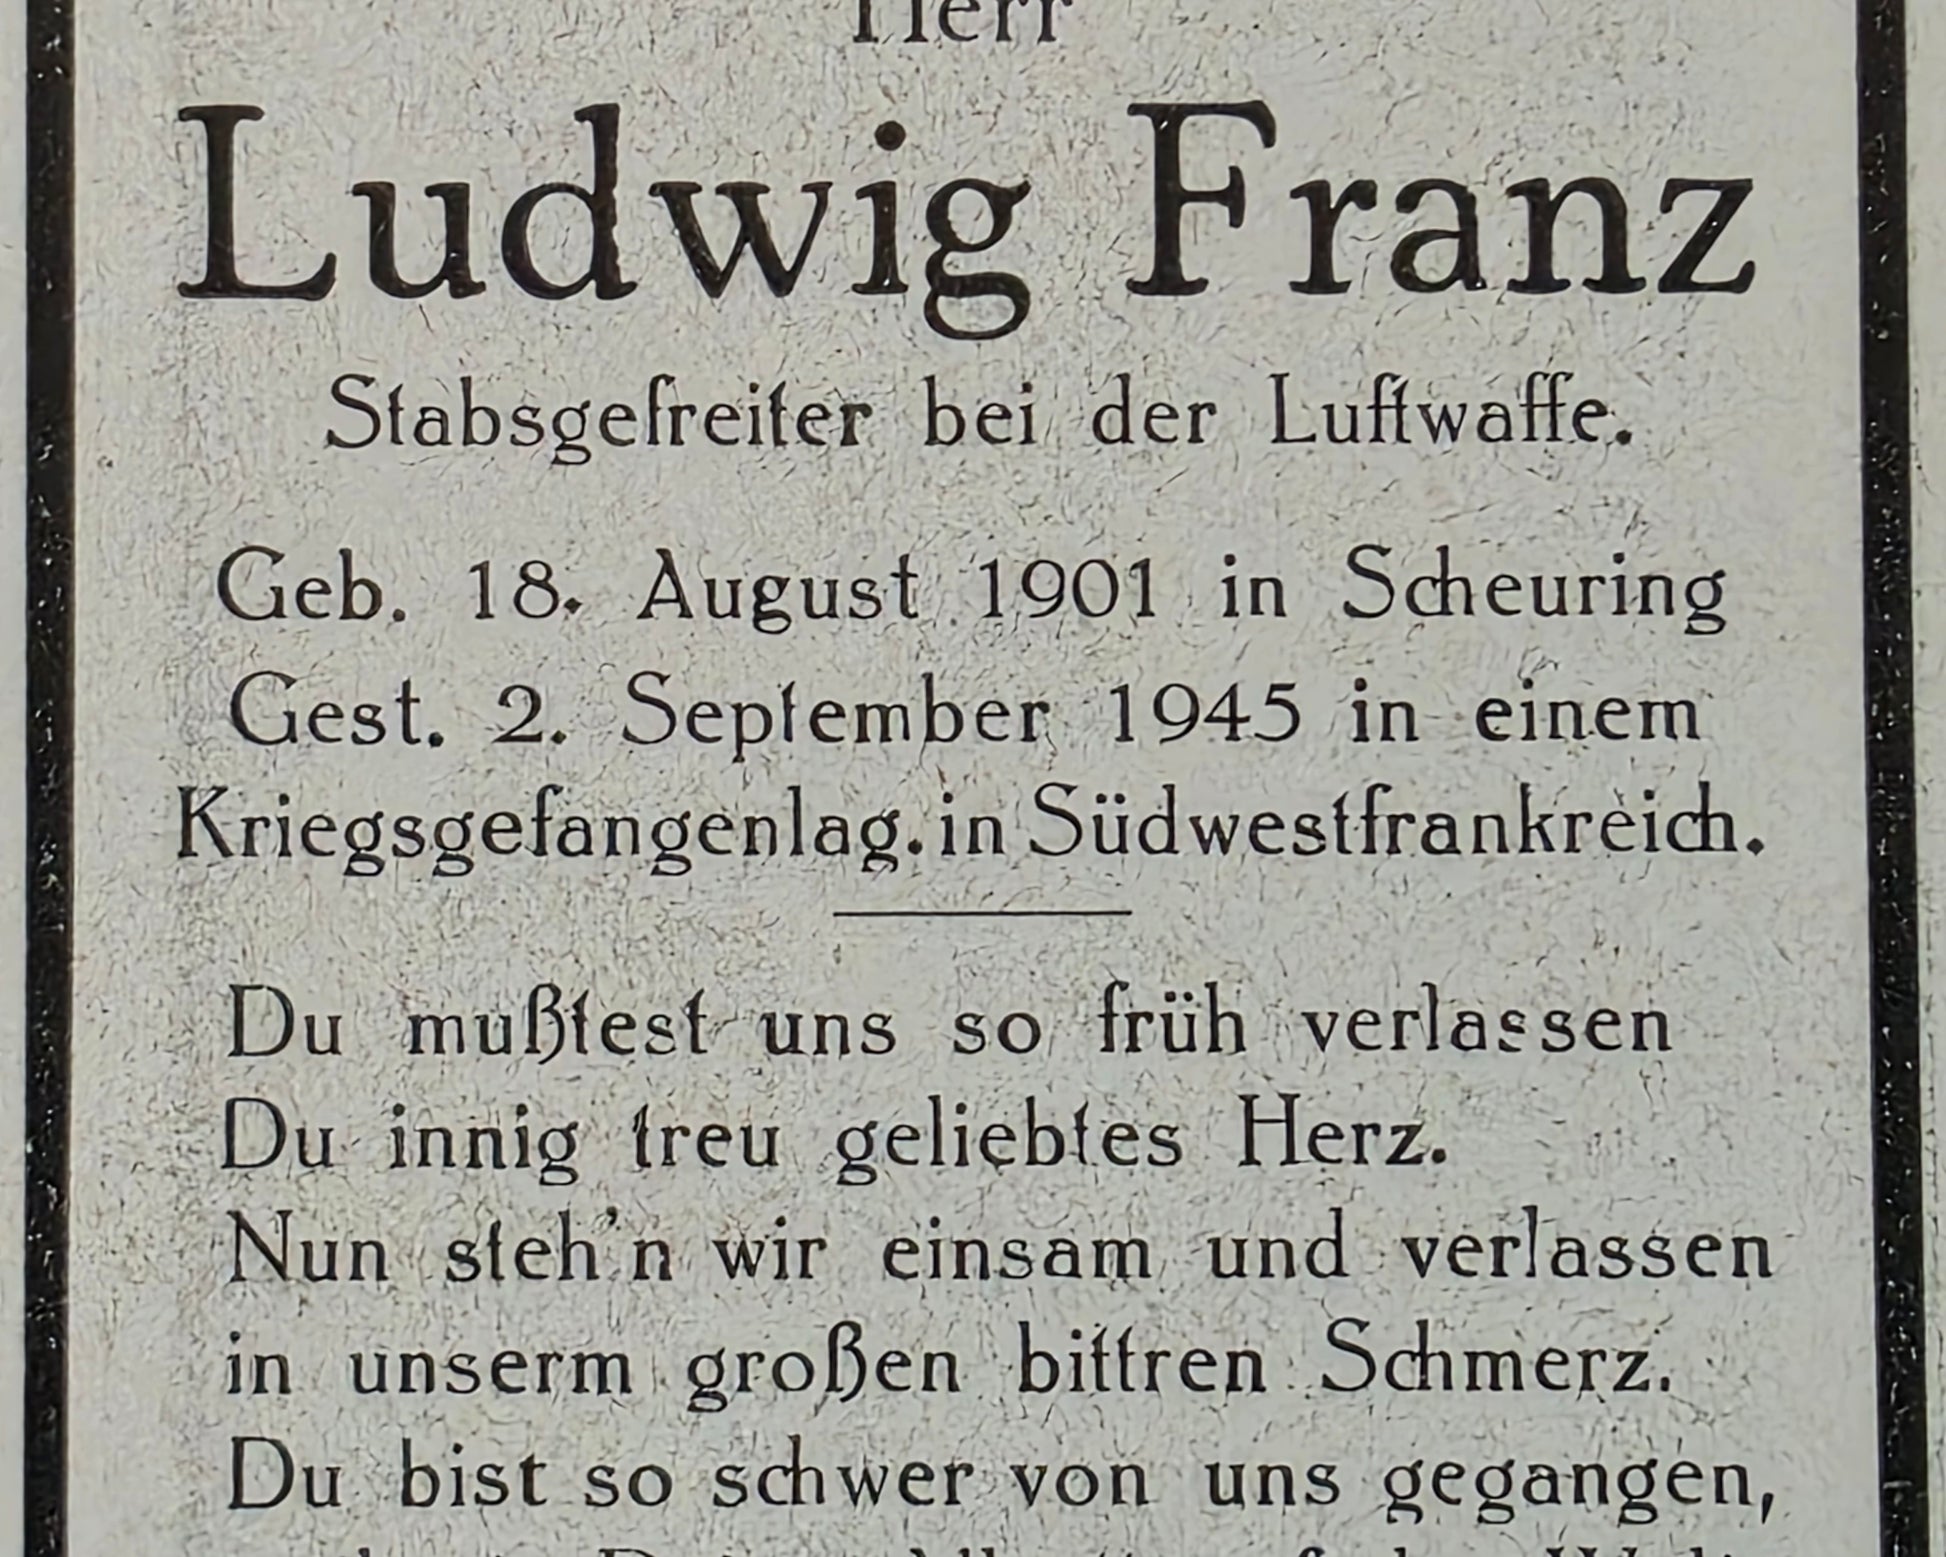 Herr
Ludwig Franz
Stabsgefreiter bei der Luftwaffe.
Geb. 18. August 1901 in Scheuring
Gest. 2. September 1945 in einem
Kriegsgefangenlag. in Südwestfrankreich.
Du mußtest uns so früh verlassen
Du innig treu geliebtes Herz.
Nun steh'n wir einsam und verlassen
in unserm großen bittren Schmerz.
Du bist so schwer von uns gegangen,